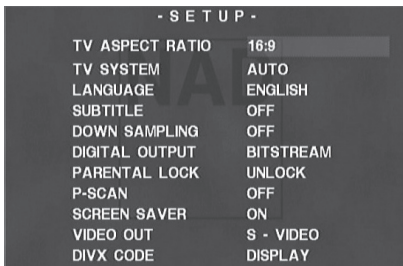 - S E T U P -
TV ASPECT RATIO 16:9
TV SYSTEM AUTO
LANGUAGE ENGLISH
SUBTITLE OFF
DOWN SAMPLING OFF
DIGITAL OUTPUT BITSTREAM
PARENTAL LOCK UNLOCK
P-SCAN OFF
SCREEN SAVER ON
VIDEO OUT S - VIDEO
DIVX CODE DISPLAY
NAD